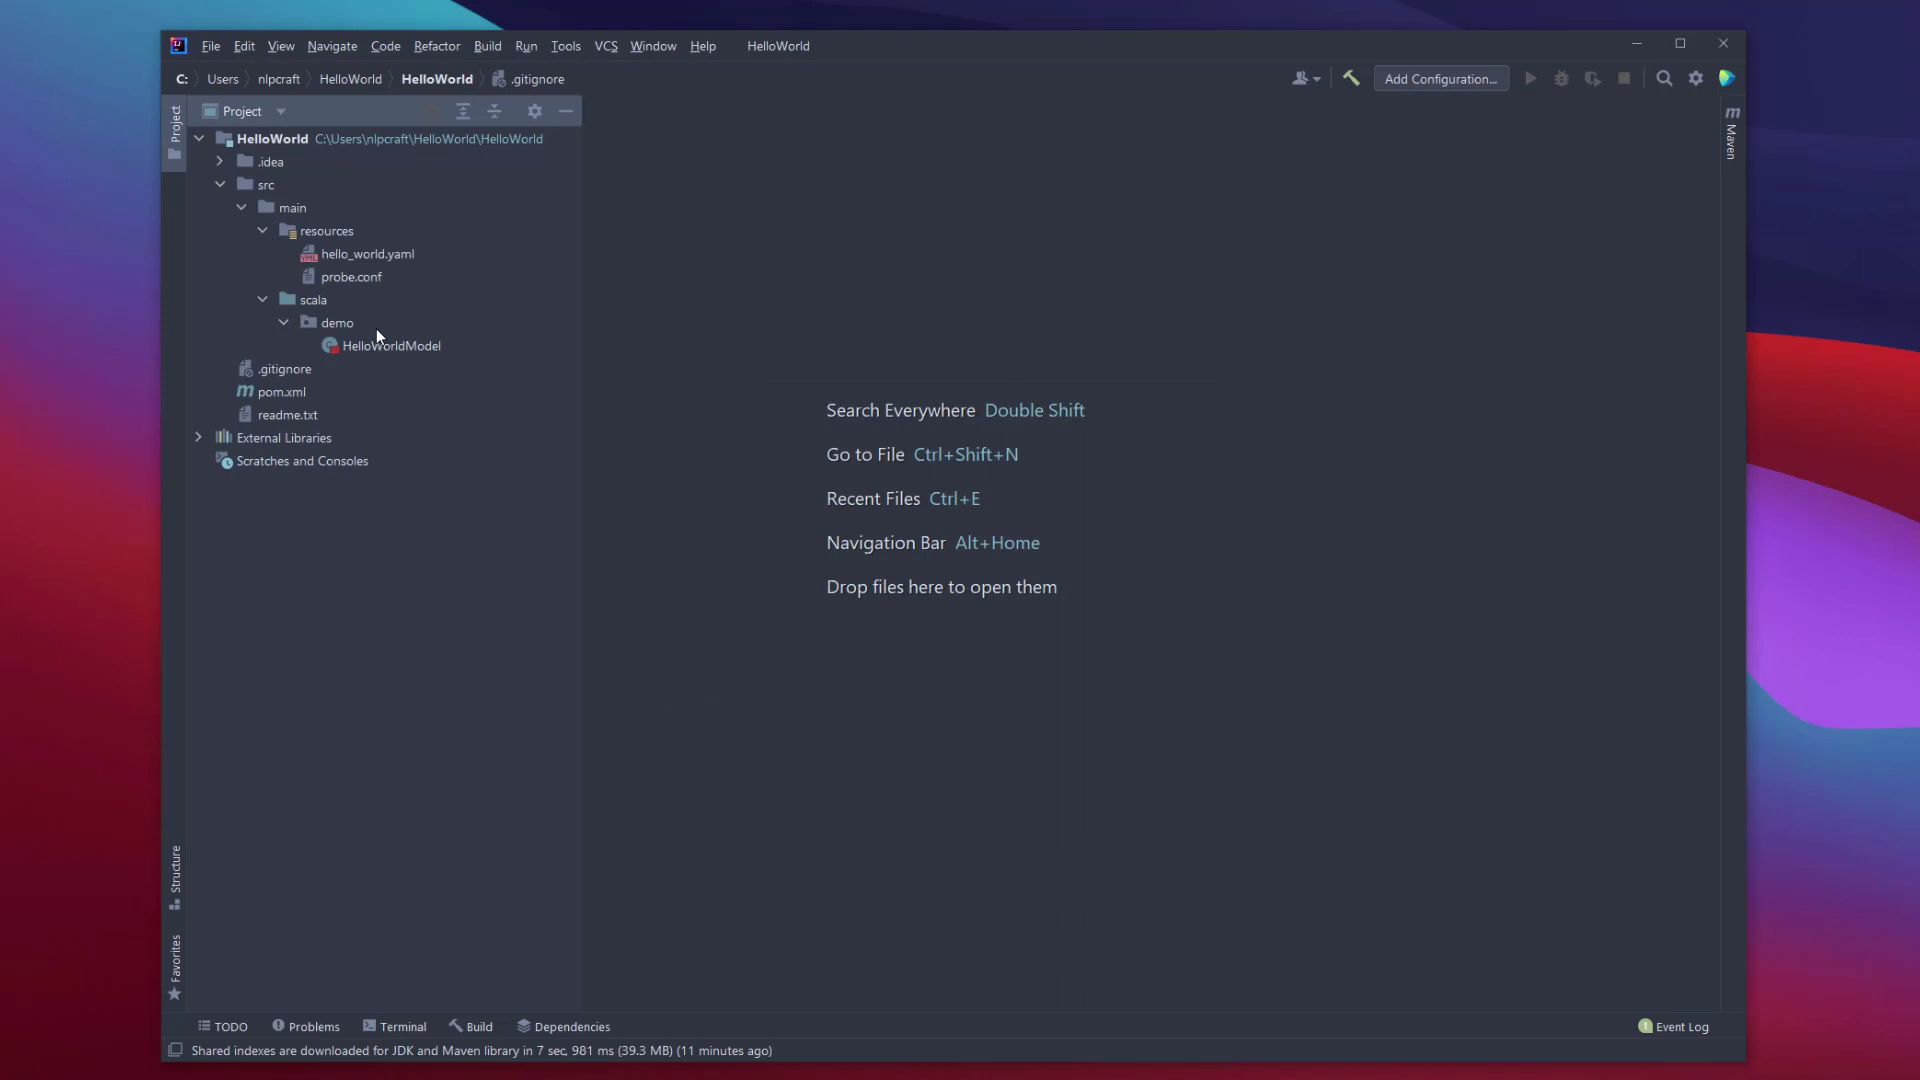 File Edit View Navigate Code Refactor Build Run Tools VCS Window Help HelloWorld
C: Users nlpcraft HelloWorld HelloWorld .gitignore Add Configuration...
Project
Project
HelloWorld C:\Users\nlpcraft\HelloWorld\HelloWorld
.idea
src
main
resources
hello_world.yaml
probe.conf
scala
demo
HelloWorldModel
.gitignore
pom.xml
readme.txt
External Libraries
Scratches and Consoles
Search Everywhere Double Shift
Go to File Ctrl+Shift+N
Recent Files Ctrl+E
Navigation Bar Alt+Home
Drop files here to open them
Maven
Structure
Favorites
TODO Problems Terminal Build Dependencies 1 Event Log
Shared indexes are downloaded for JDK and Maven library in 7 sec, 981 ms (39.3 MB) (11 minutes ago)